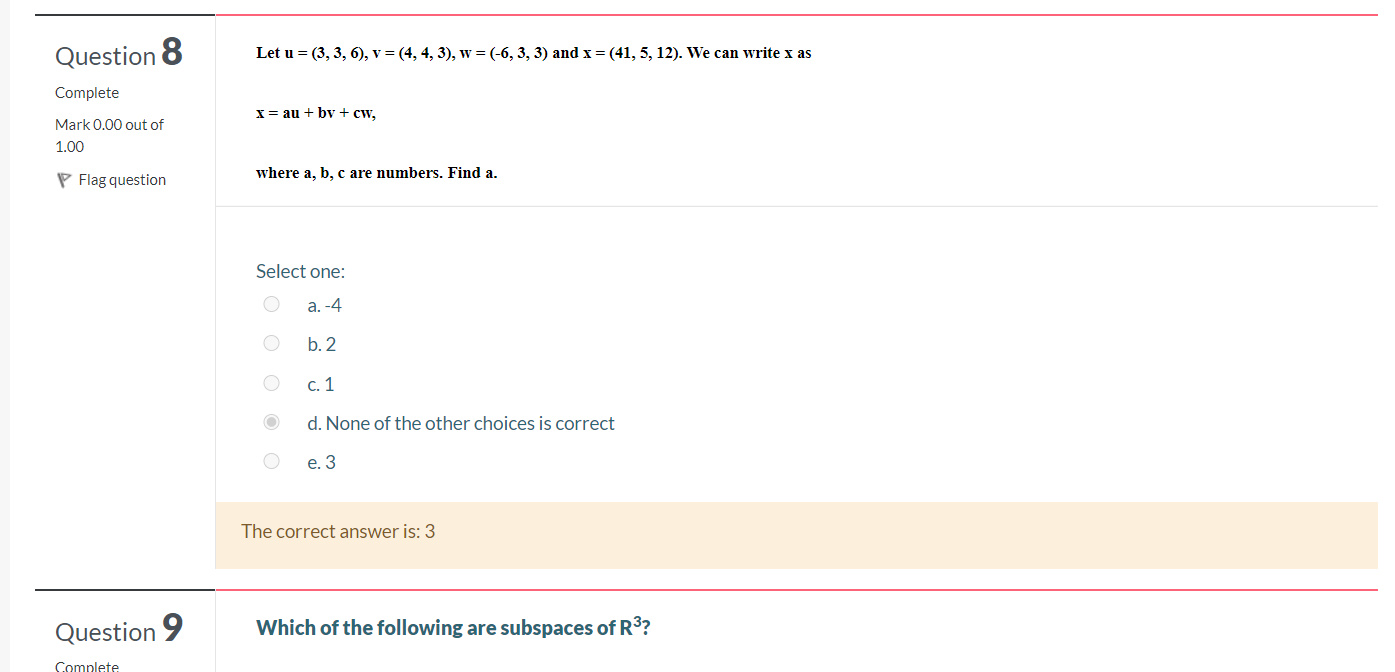 Question 8
Complete
Mark 0.00 out of
1.00
Flag question
Let u = (3, 3, 6), v = (4, 4, 3), w = (-6, 3, 3) and x = (41, 5, 12). We can write x as
x = au + bv + cw,
where a, b, c are numbers. Find a.
Select one:
a. -4
b. 2
c. 1
d. None of the other choices is correct
e. 3
The correct answer is: 3
Question 9
Complete
Which of the following are subspaces of R³?